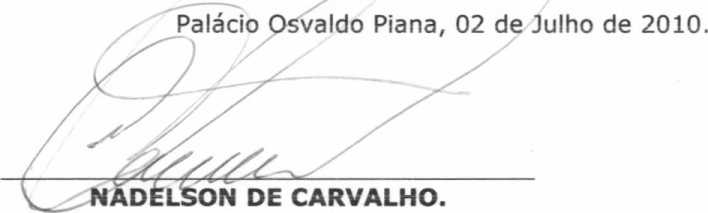 Palácio Osvaldo Piana, 02 de Julho de 2010.
NADELSON DE CARVALHO.